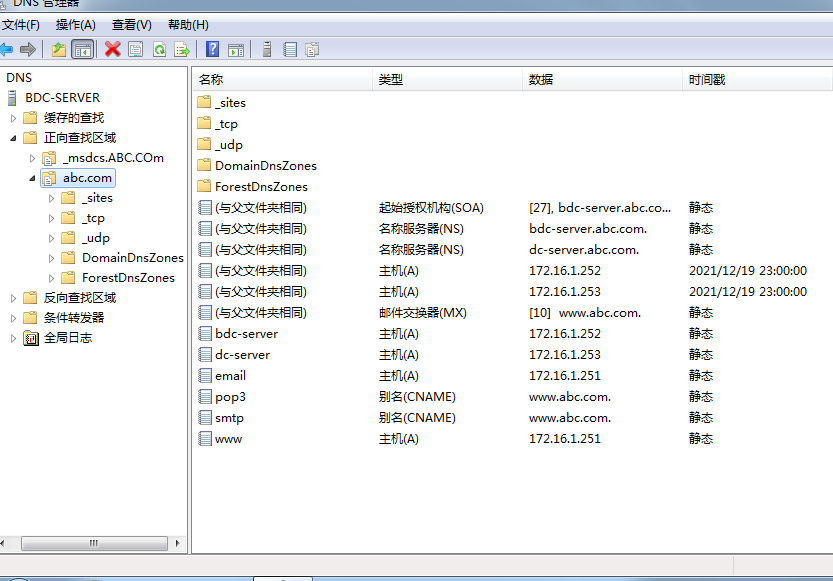 DNS 管理器
文件(F) 操作(A) 查看(V) 帮助(H)
DNS
BDC-SERVER
缓存的查找
正向查找区域
_msdcs.ABC.COm
abc.com
_sites
_tcp
_udp
DomainDnsZones
ForestDnsZones
反向查找区域
条件转发器
全局日志
名称 类型 数据 时间戳
_sites
_tcp
_udp
DomainDnsZones
ForestDnsZones
(与父文件夹相同) 起始授权机构(SOA) [27], bdc-server.abc.co... 静态
(与父文件夹相同) 名称服务器(NS) bdc-server.abc.com. 静态
(与父文件夹相同) 名称服务器(NS) dc-server.abc.com. 静态
(与父文件夹相同) 主机(A) 172.16.1.252 2021/12/19 23:00:00
(与父文件夹相同) 主机(A) 172.16.1.253 2021/12/19 23:00:00
(与父文件夹相同) 邮件交换器(MX) [10] www.abc.com. 静态
bdc-server 主机(A) 172.16.1.252 静态
dc-server 主机(A) 172.16.1.253 静态
email 主机(A) 172.16.1.251 静态
pop3 别名(CNAME) www.abc.com. 静态
smtp 别名(CNAME) www.abc.com. 静态
www 主机(A) 172.16.1.251 静态